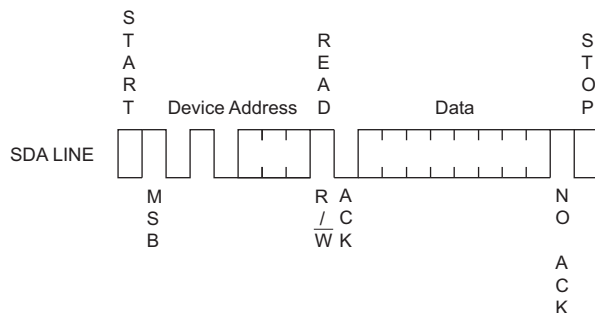 START
READ
STOP
Device Address
Data
SDA LINE
MSB
R/W
ACK
NO ACK